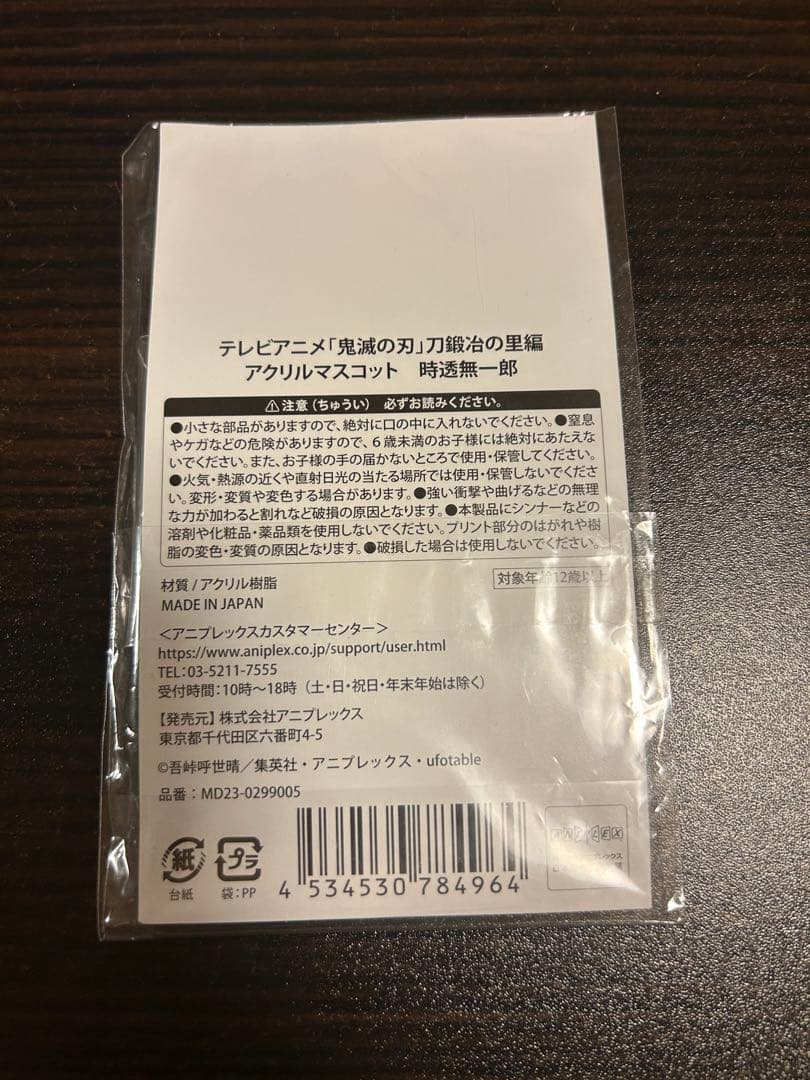 テレビアニメ「鬼滅の刃」刀鍛冶の里編
アクリルマスコット　時透無一郎
⚠注意（ちゅうい）　必ずお読みください。
●小さな部品がありますので、絶対に口の中に入れないでください。●窒息
やケガなどの危険がありますので、６歳未満のお子様には絶対にあたえな
いでください。また、お子様の手の届かないところで使用・保管してください。
●火気・熱源の近くや直射日光の当たる場所では使用・保管しないでくださ
い。変形・変質や変色する場合があります。●強い衝撃や曲げるなどの無理
な力が加わると割れなど破損の原因となります。●本製品にシンナーなどの
溶剤や化粧品・薬品類を使用しないでください。プリント部分のはがれや樹
脂の変色・変質の原因となります。●破損した場合は使用しないでください。
材質 / アクリル樹脂
対象年齢12歳以上
MADE IN JAPAN
＜アニプレックスカスタマーセンター＞
https://www.aniplex.co.jp/support/user.html
TEL：03-5211-7555
受付時間：10時～18時（土・日・祝日・年末年始は除く）
【発売元】株式会社アニプレックス
東京都千代田区六番町4-5
©吾峠呼世晴／集英社・アニプレックス・ufotable
品番：MD23-0299005
紙
台紙
プラ
袋：PP
4 534530 784964